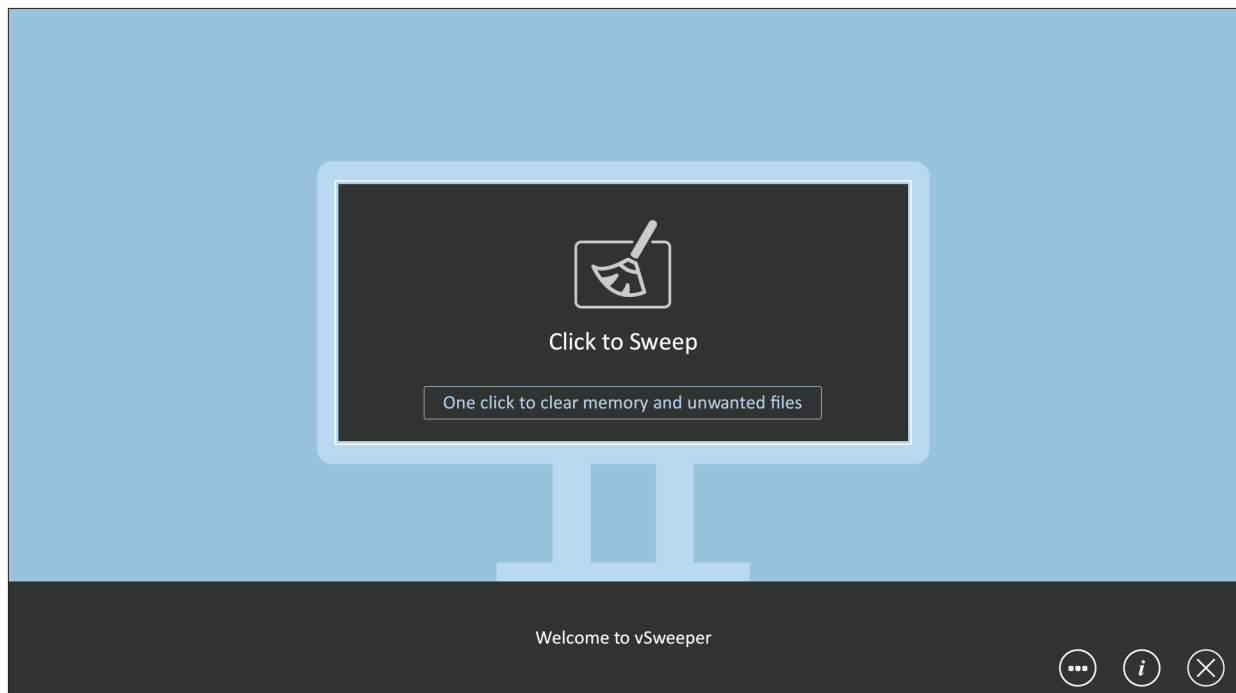 Click to Sweep
One click to clear memory and unwanted files
Welcome to vSweeper
i